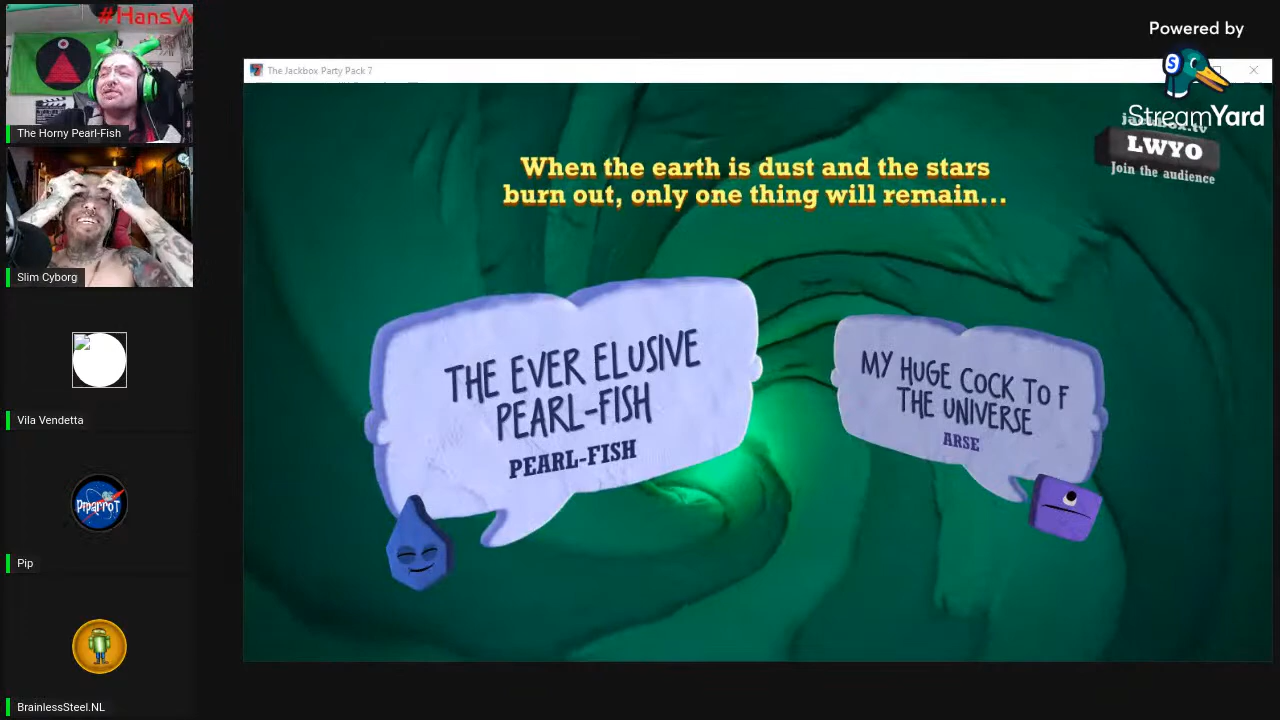 #HansW
The Horny Pearl-Fish
Slim Cyborg
Vila Vendetta
PiparroT
Pip
BrainlessSteel.NL
The Jackbox Party Pack 7
Powered by
S
StreamYard
jackbox.tv
LWYO
Join the audience
When the earth is dust and the stars
burn out, only one thing will remain...
THE EVER ELUSIVE
PEARL-FISH
PEARL-FISH
MY HUGE COCK TO F
THE UNIVERSE
ARSE